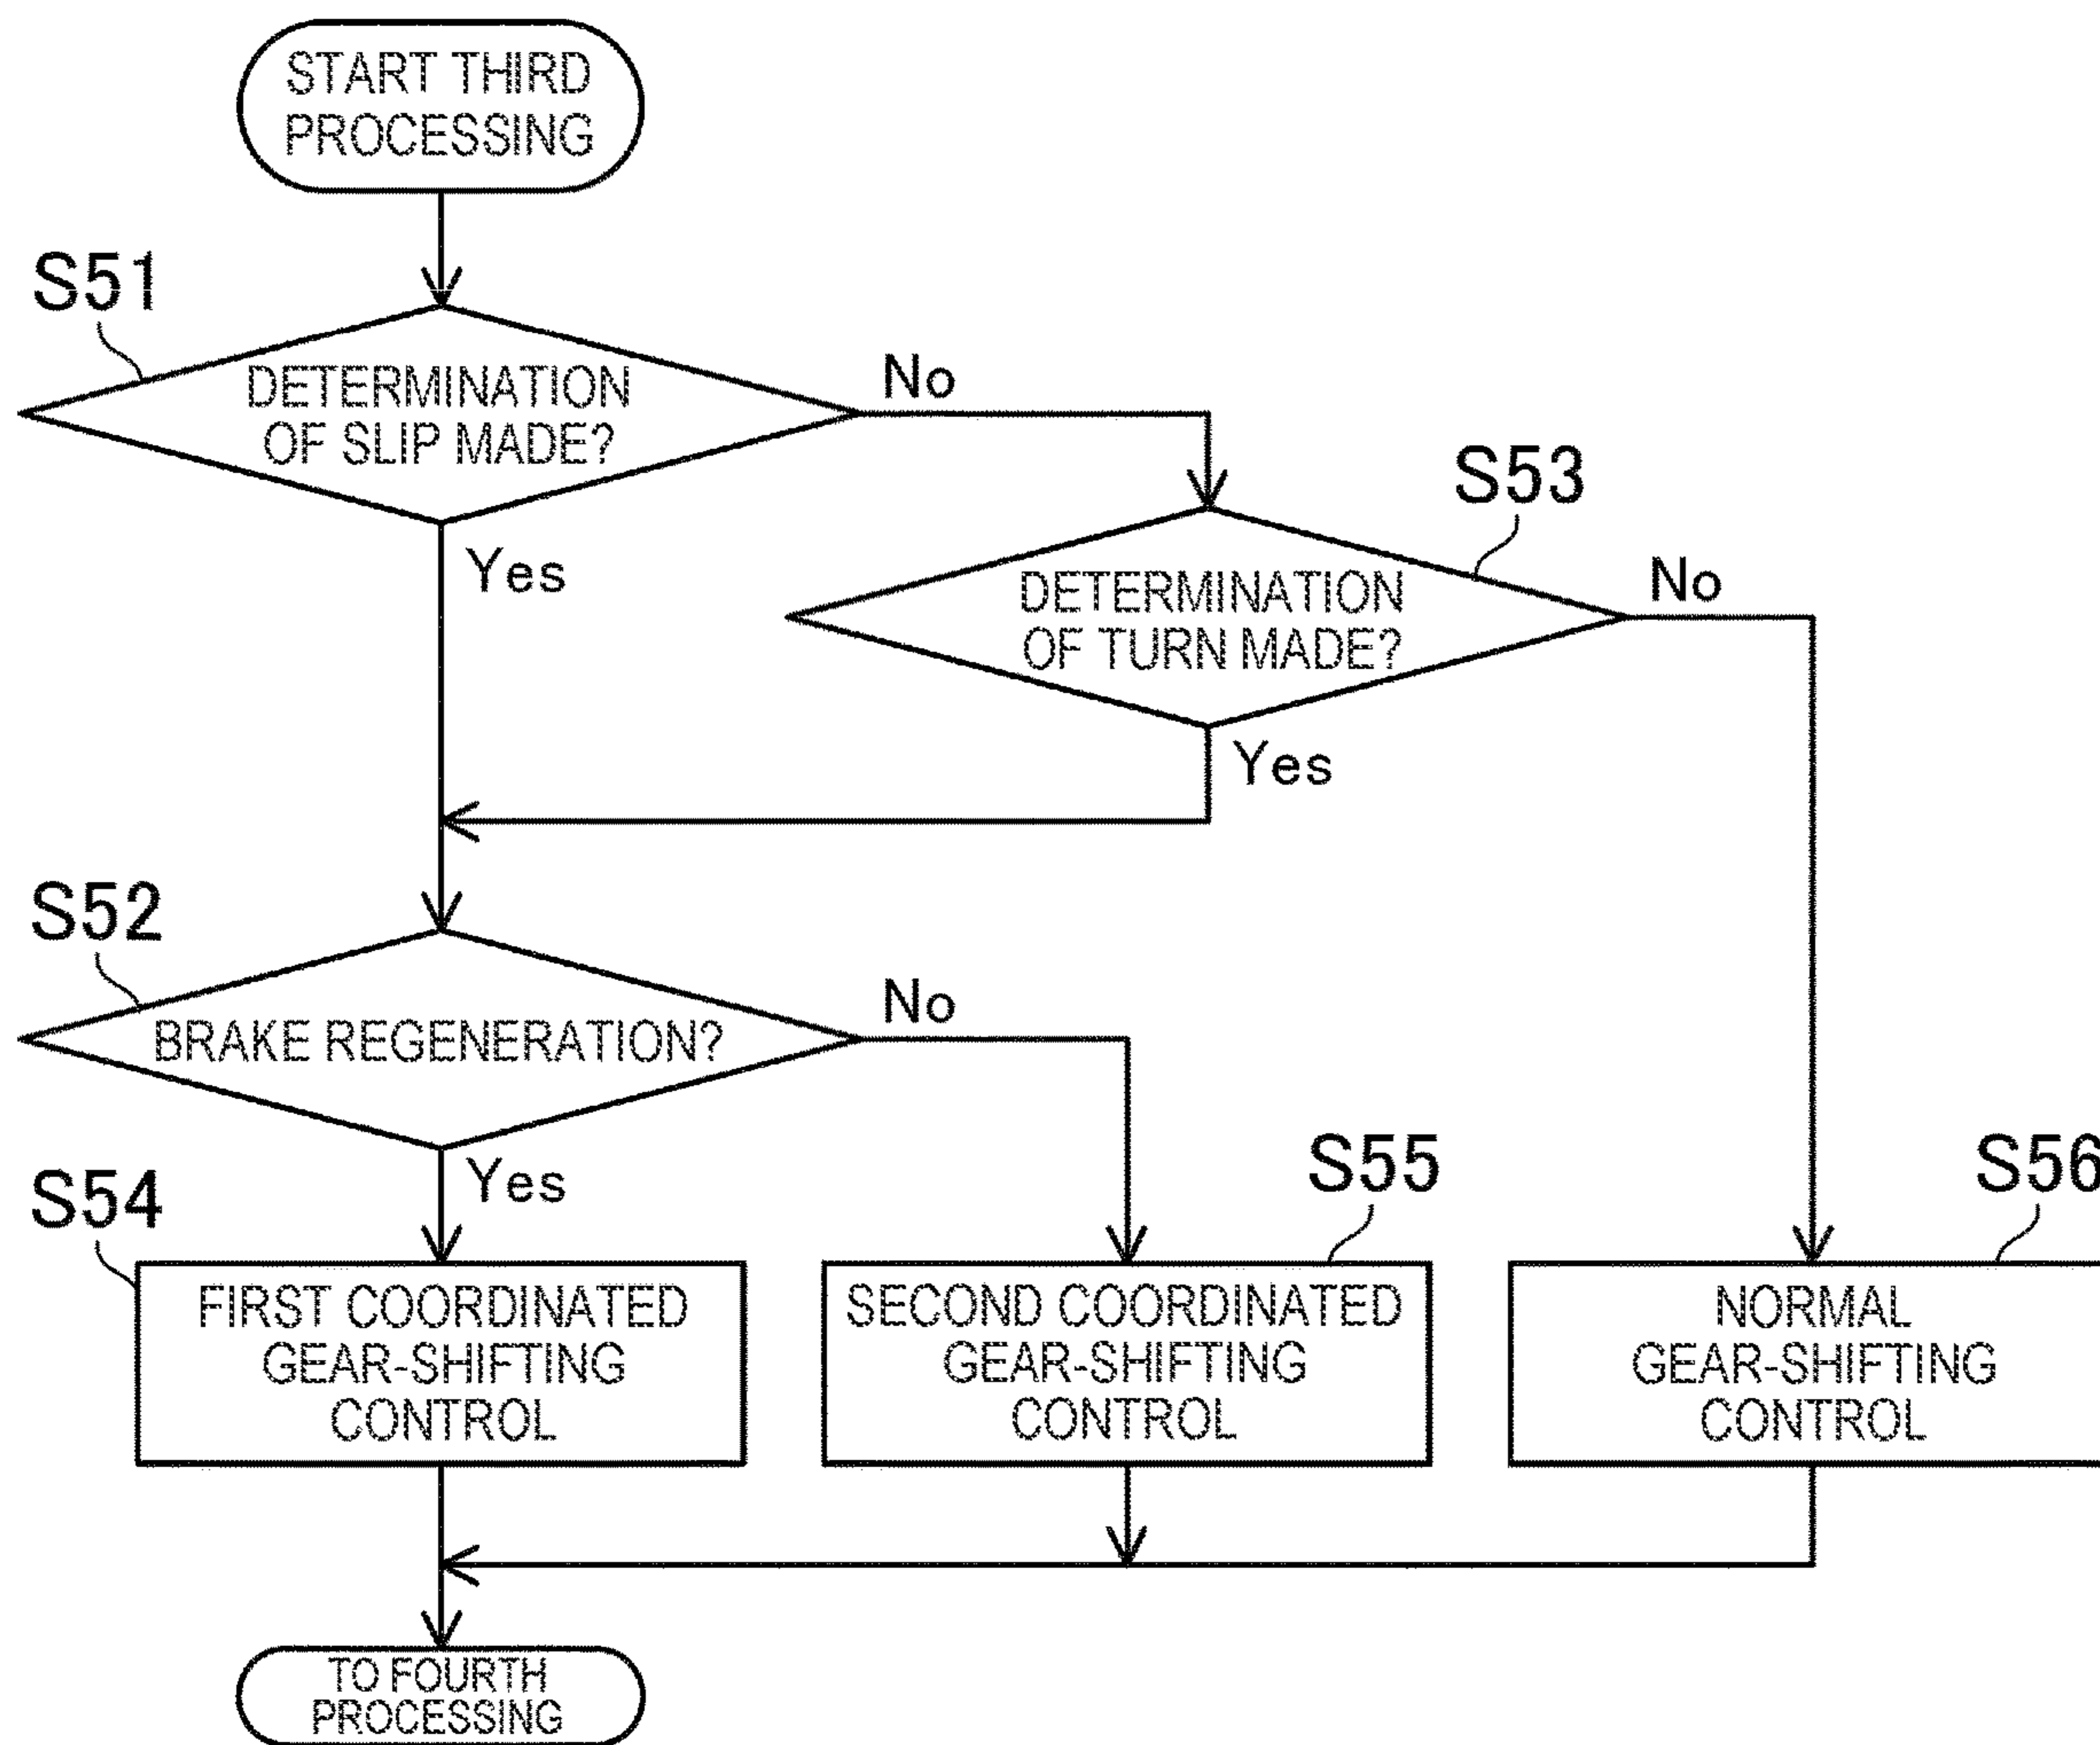 START THIRD
PROCESSING
S51
DETERMINATION
OF SLIP MADE?
No
Yes
S53
DETERMINATION
OF TURN MADE?
No
Yes
S52
BRAKE REGENERATION?
No
Yes
S54
FIRST COORDINATED
GEAR-SHIFTING
CONTROL
S55
SECOND COORDINATED
GEAR-SHIFTING
CONTROL
S56
NORMAL
GEAR-SHIFTING
CONTROL
TO FOURTH
PROCESSING